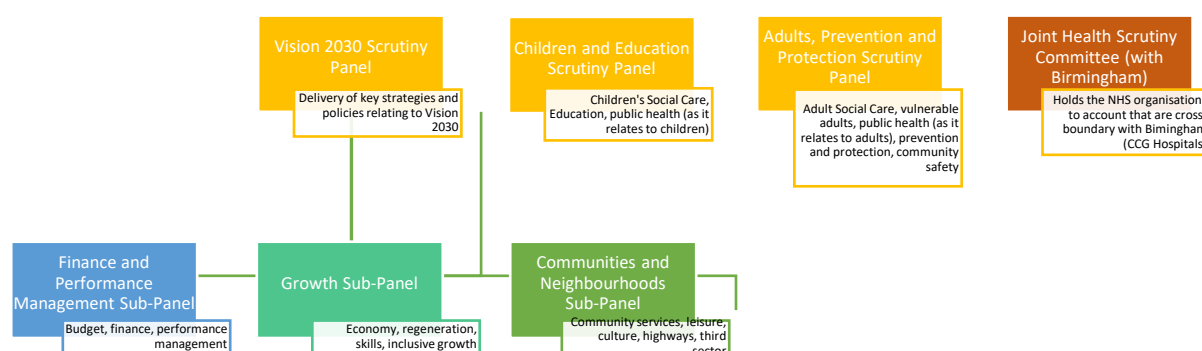 Vision 2030 Scrutiny
Panel
Delivery of key strategies and
policies relating to Vision
2030
Children and Education
Scrutiny Panel
Children's Social Care,
Education, public health (as it
relates to children)
Adults, Prevention and
Protection Scrutiny
Panel
Adult Social Care, vulnerable
adults, public health (as it
relates to adults), prevention
and protection, community
safety
Joint Health Scrutiny
Committee (with
Birmingham)
Holds the NHS organisation
to account that are cross
boundary with Bimingham
(CCG Hospitals
Finance and
Performance
Management Sub-Panel
Budget, finance, performance
management
Growth Sub-Panel
Economy, regeneration,
skills, inclusive growth
Communities and
Neighbourhoods
Sub-Panel
Community services, leisure,
culture, highways, third
sector